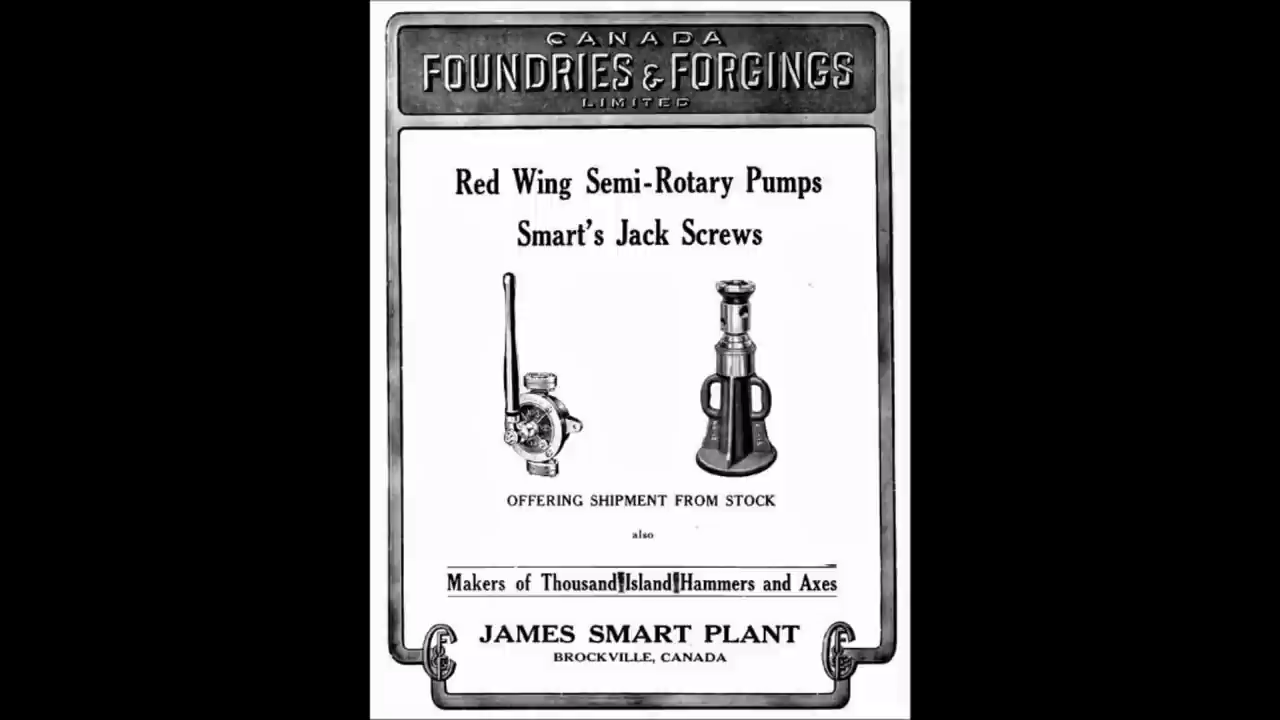 CANADA
FOUNDRIES & FORGINGS
LIMITED
Red Wing Semi-Rotary Pumps
Smart's Jack Screws
OFFERING SHIPMENT FROM STOCK
also
Makers of Thousand Island Hammers and Axes
JAMES SMART PLANT
BROCKVILLE, CANADA